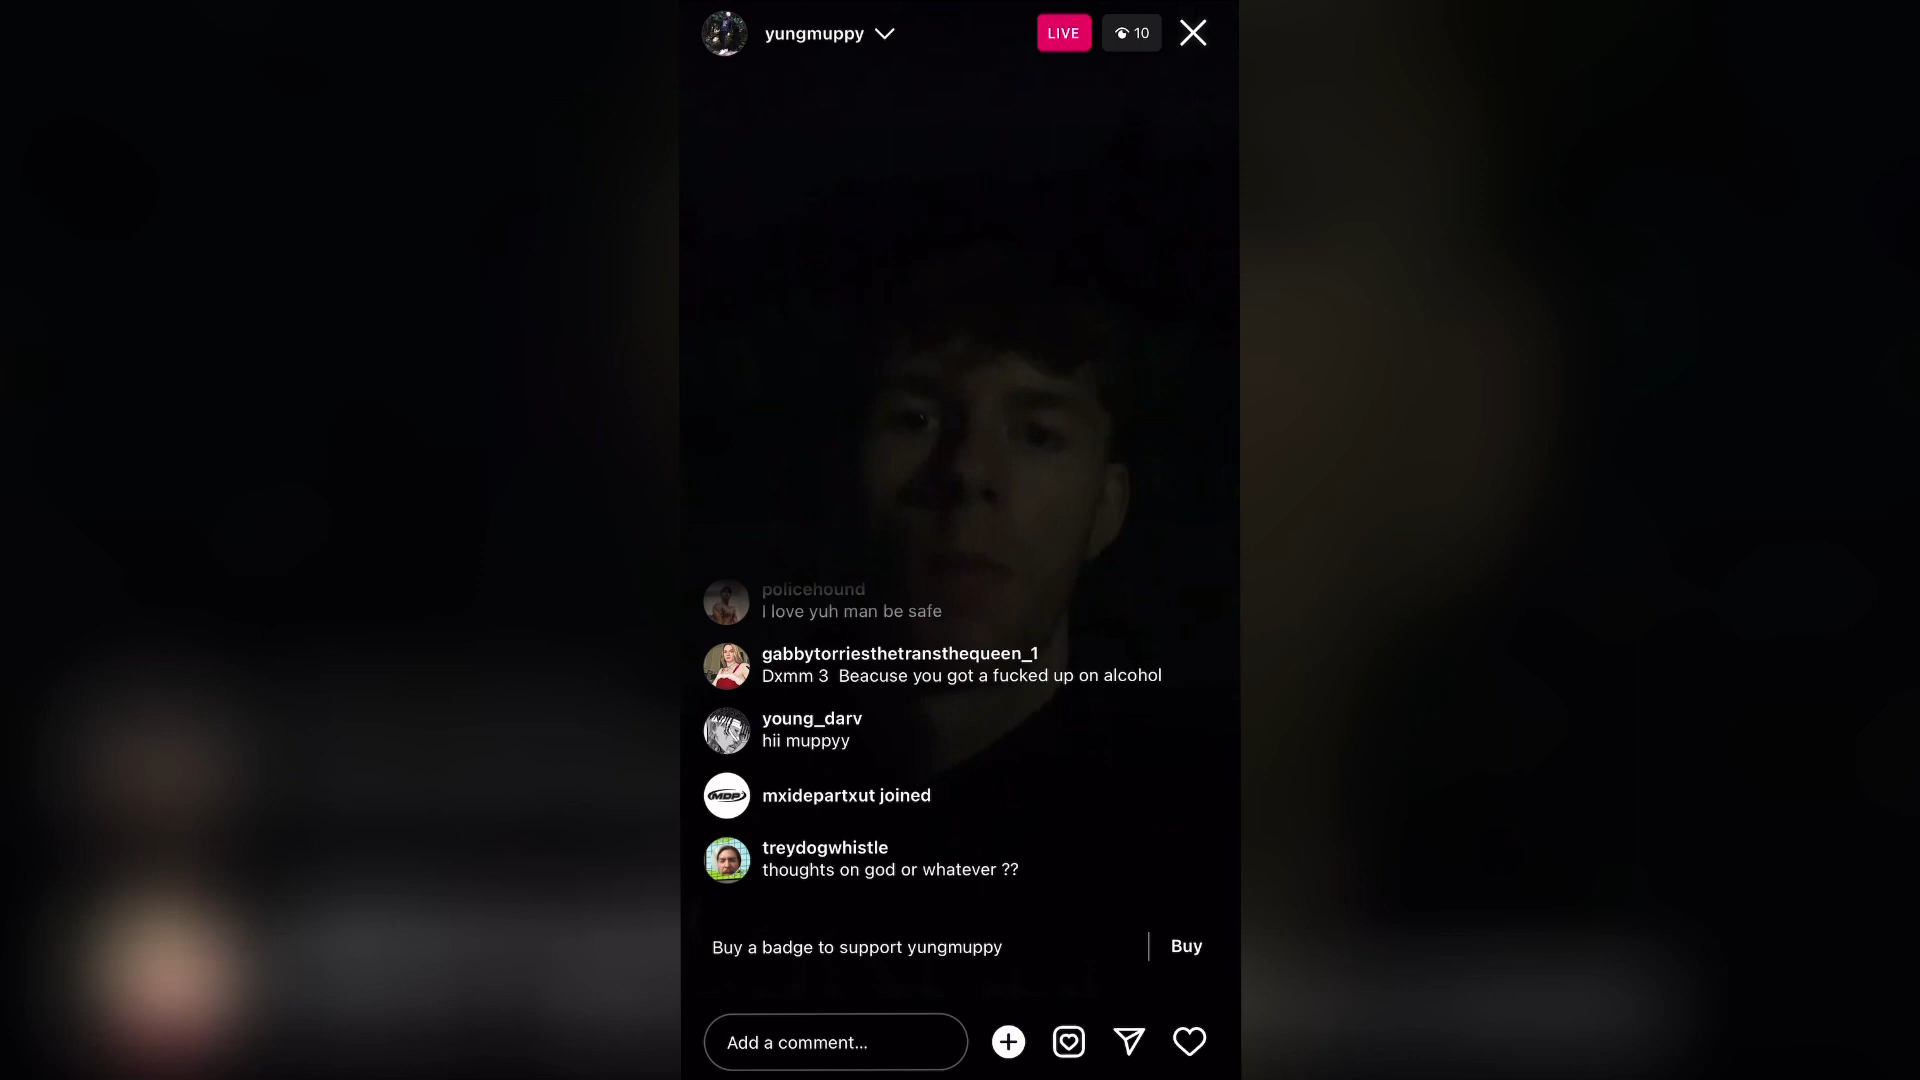 yungmuppy
LIVE
10
policehound
I love yuh man be safe
gabbytorriesthetransthequeen_1
Dxmm 3 Beacuse you got a fucked up on alcohol
young_darv
hii muppyy
MDP
mxidepartxut joined
treydogwhistle
thoughts on god or whatever ??
Buy a badge to support yungmuppy
Buy
Add a comment...